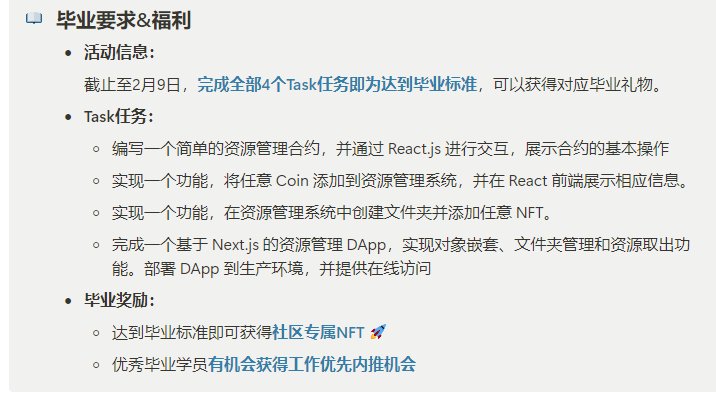 毕业要求&福利
活动信息：
截止至2月9日，完成全部4个Task任务即为达到毕业标准，可以获得对应毕业礼物。
Task任务：
编写一个简单的资源管理合约，并通过 React.js 进行交互，展示合约的基本操作
实现一个功能，将任意 Coin 添加到资源管理系统，并在 React 前端展示相应信息。
实现一个功能，在资源管理系统中创建文件夹并添加任意 NFT。
完成一个基于 Next.js 的资源管理 DApp，实现对象嵌套、文件夹管理和资源取出功
能。部署 DApp 到生产环境，并提供在线访问
毕业奖励：
达到毕业标准即可获得社区专属NFT 🚀
优秀毕业学员有机会获得工作优先内推机会